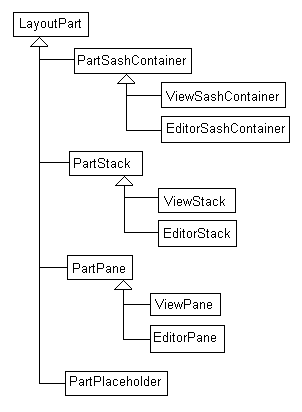 LayoutPart
PartSashContainer
ViewSashContainer
EditorSashContainer
PartStack
ViewStack
EditorStack
PartPane
ViewPane
EditorPane
PartPlaceholder